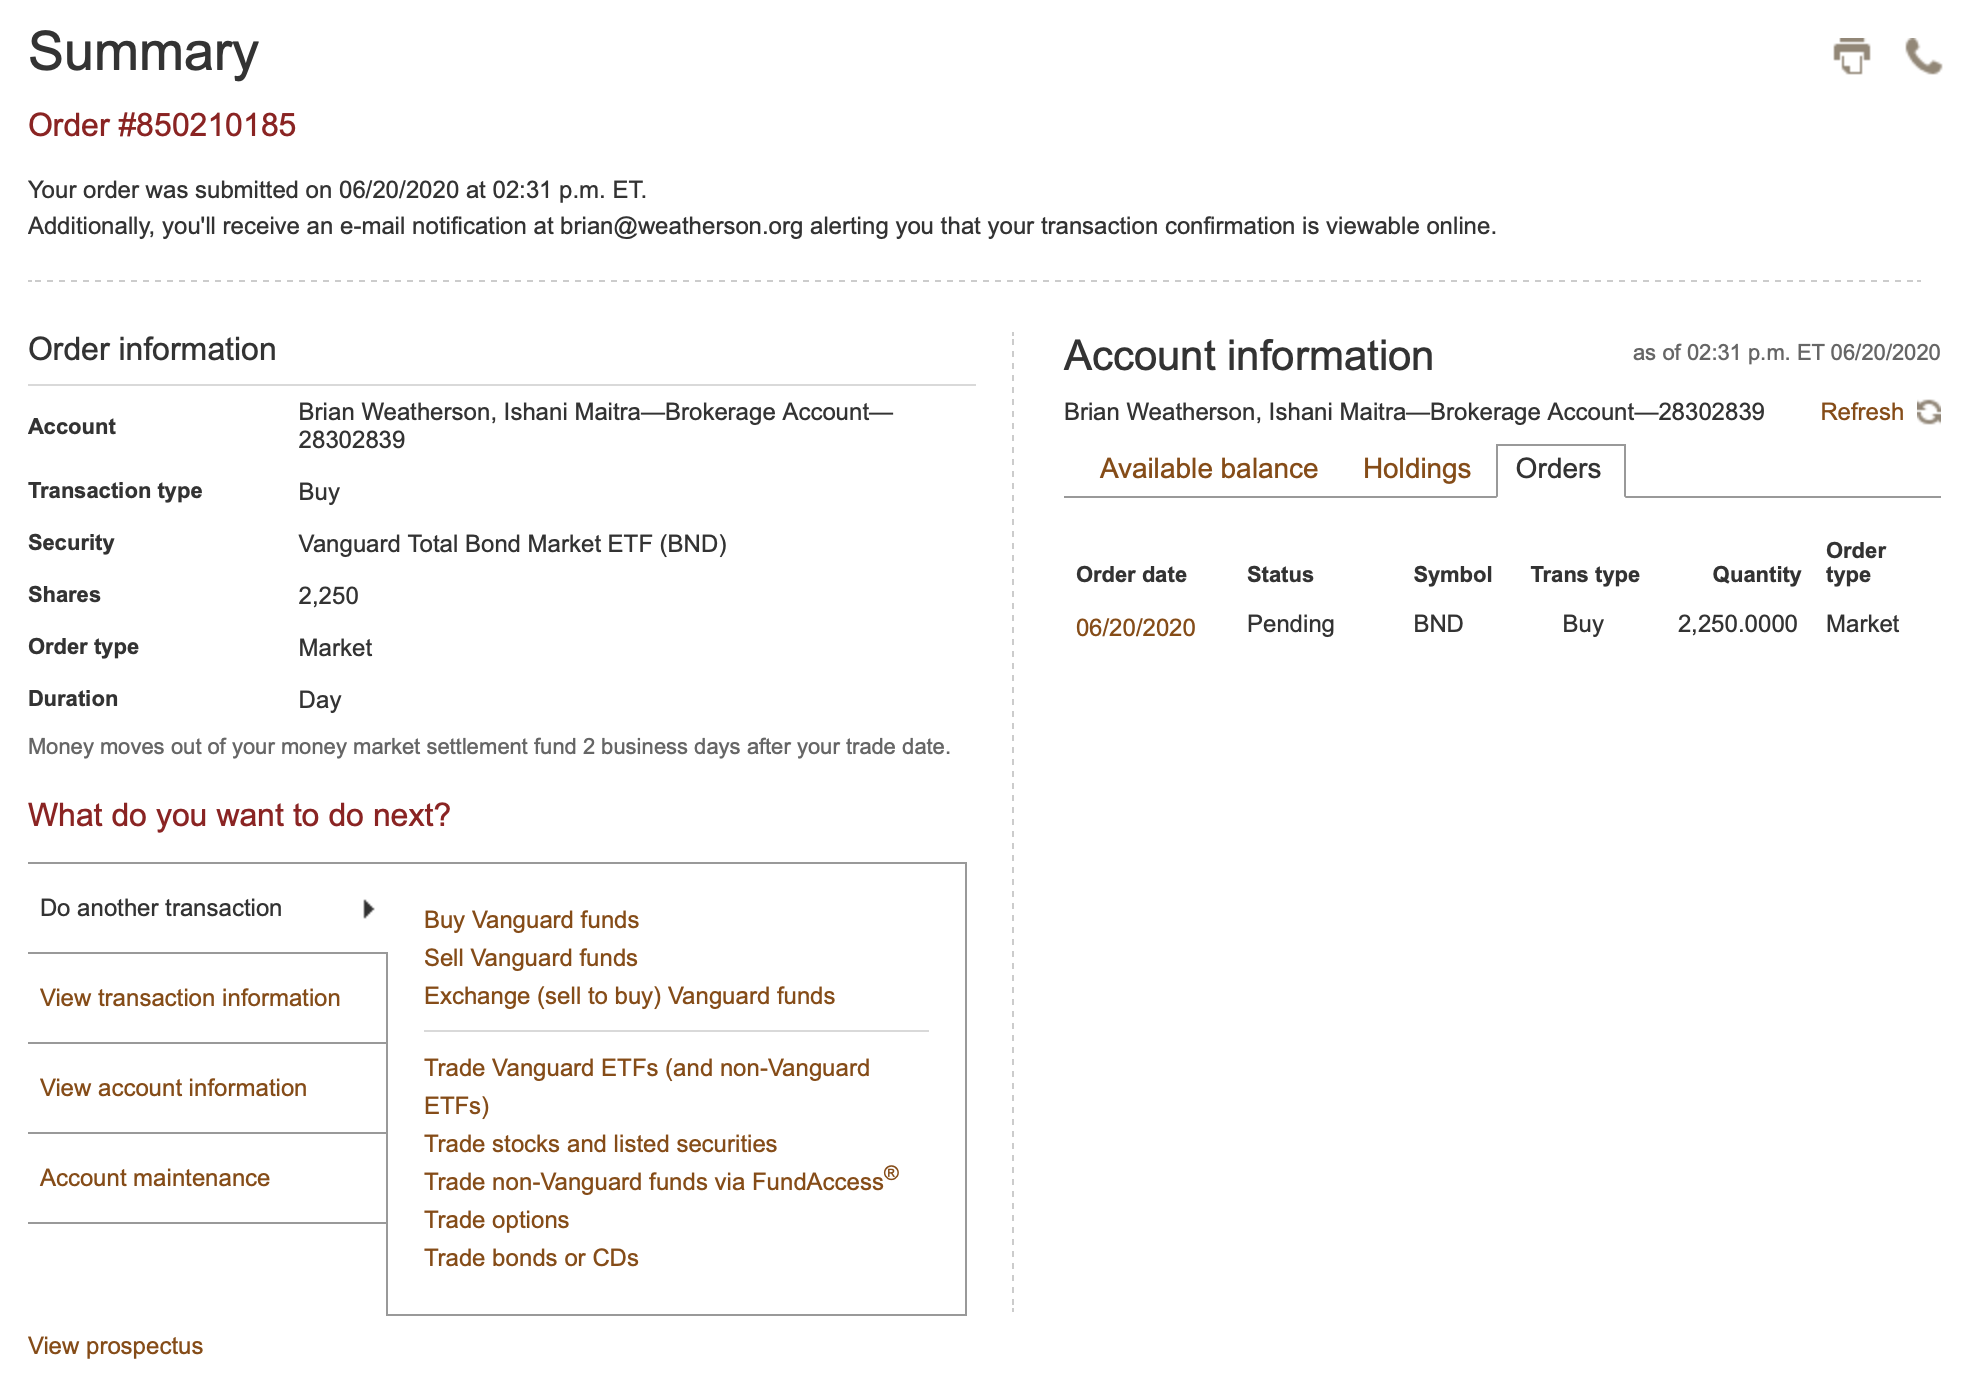 Summary
Order #850210185
Your order was submitted on 06/20/2020 at 02:31 p.m. ET.
Additionally, you'll receive an e-mail notification at brian@weatherson.org alerting you that your transaction confirmation is viewable online.
Order information
Account
Brian Weatherson, Ishani Maitra—Brokerage Account—
28302839
Transaction type Buy
Security Vanguard Total Bond Market ETF (BND)
Shares 2,250
Order type Market
Duration Day
Money moves out of your money market settlement fund 2 business days after your trade date.
What do you want to do next?
Do another transaction
View transaction information
View account information
Account maintenance
Buy Vanguard funds
Sell Vanguard funds
Exchange (sell to buy) Vanguard funds
Trade Vanguard ETFs (and non-Vanguard
ETFs)
Trade stocks and listed securities
Trade non-Vanguard funds via FundAccess®
Trade options
Trade bonds or CDs
View prospectus
Account information as of 02:31 p.m. ET 06/20/2020
Brian Weatherson, Ishani Maitra—Brokerage Account—28302839 Refresh
Available balance Holdings Orders
Order date Status Symbol Trans type Quantity Order type
06/20/2020 Pending BND Buy 2,250.0000 Market